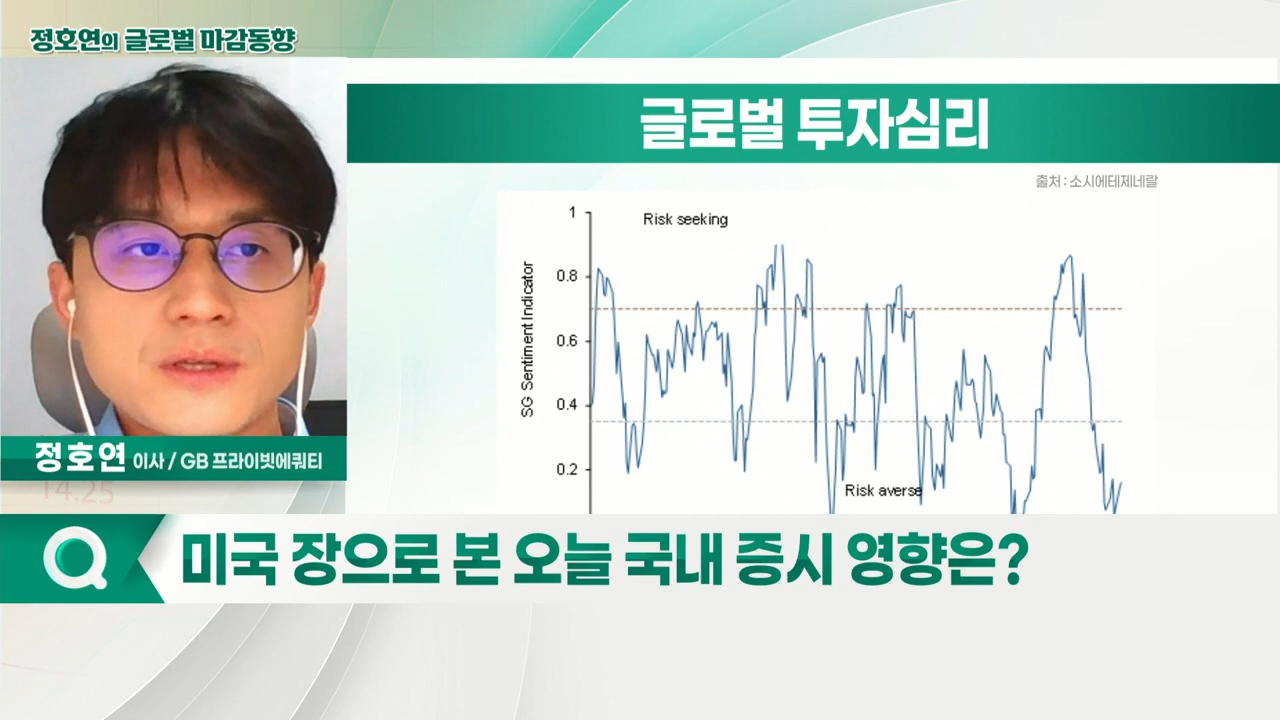 정호연의 글로벌 마감동향
글로벌 투자심리
출처 : 소시에테제네랄
1
Risk seeking
0.8
0.6
0.4
0.2
SG Sentiment Indicator
Risk averse
정호연 이사 / GB 프라이빗에쿼티
14.25
미국 장으로 본 오늘 국내 증시 영향은?